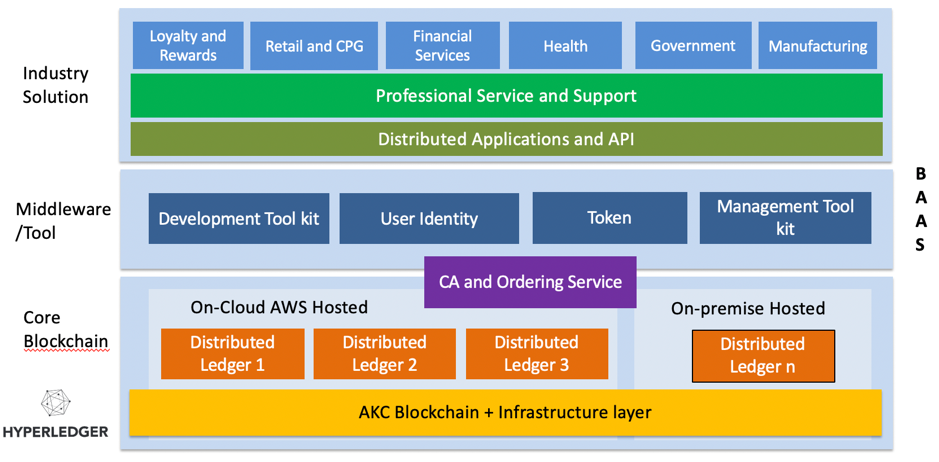 Loyalty and
Rewards
Retail and CPG
Financial
Services
Health
Government
Manufacturing
Industry
Solution
Professional Service and Support
Distributed Applications and API
B
A
A
S
Middleware
/Tool
Development Tool kit
User Identity
Token
Management Tool
kit
CA and Ordering Service
Core
Blockchain
On-Cloud AWS Hosted
On-premise Hosted
Distributed
Ledger 1
Distributed
Ledger 2
Distributed
Ledger 3
Distributed
Ledger n
AKC Blockchain + Infrastructure layer
HYPERLEDGER